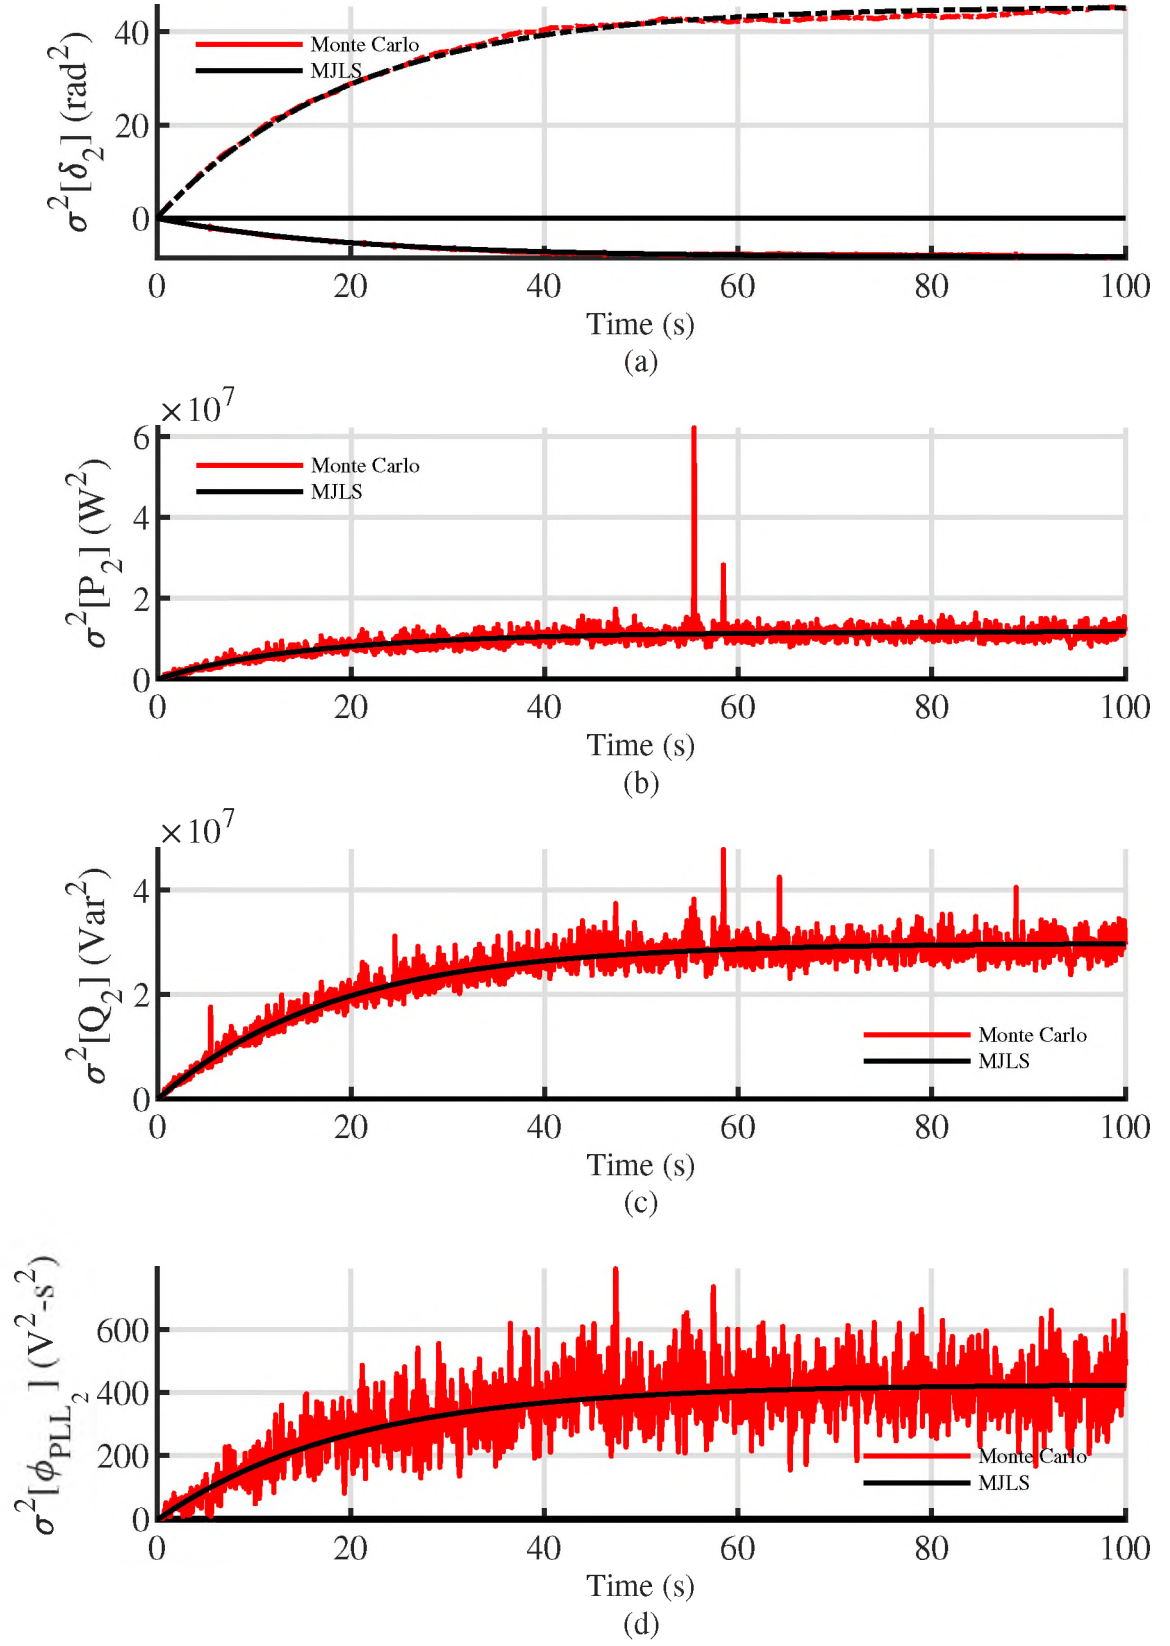 σ²[δ₂] (rad²)
40
20
0
Monte Carlo
MJLS
0 20 40 60 80 100
Time (s)
(a)
×10⁷
σ²[P₂] (W²)
6
4
2
0
Monte Carlo
MJLS
0 20 40 60 80 100
Time (s)
(b)
×10⁷
σ²[Q₂] (Var²)
4
2
0
Monte Carlo
MJLS
0 20 40 60 80 100
Time (s)
(c)
σ²[ϕ_PLL₂] (V²-s²)
600
400
200
0
Monte Carlo
MJLS
0 20 40 60 80 100
Time (s)
(d)